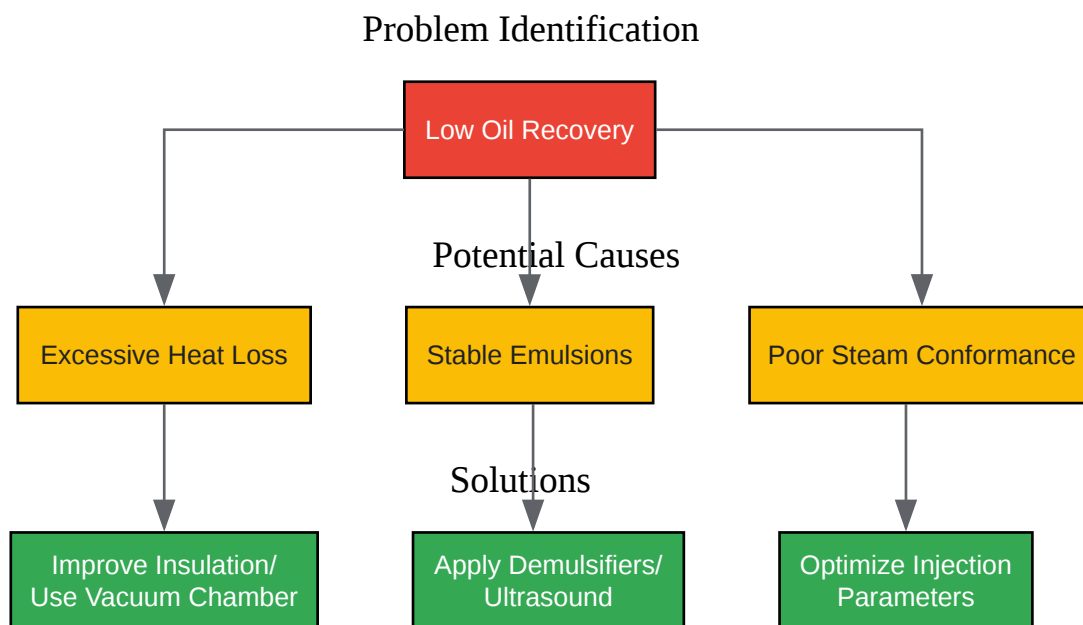 Problem Identification
Low Oil Recovery
Potential Causes
Excessive Heat Loss
Stable Emulsions
Poor Steam Conformance
Solutions
Improve Insulation/
Use Vacuum Chamber
Apply Demulsifiers/
Ultrasound
Optimize Injection
Parameters